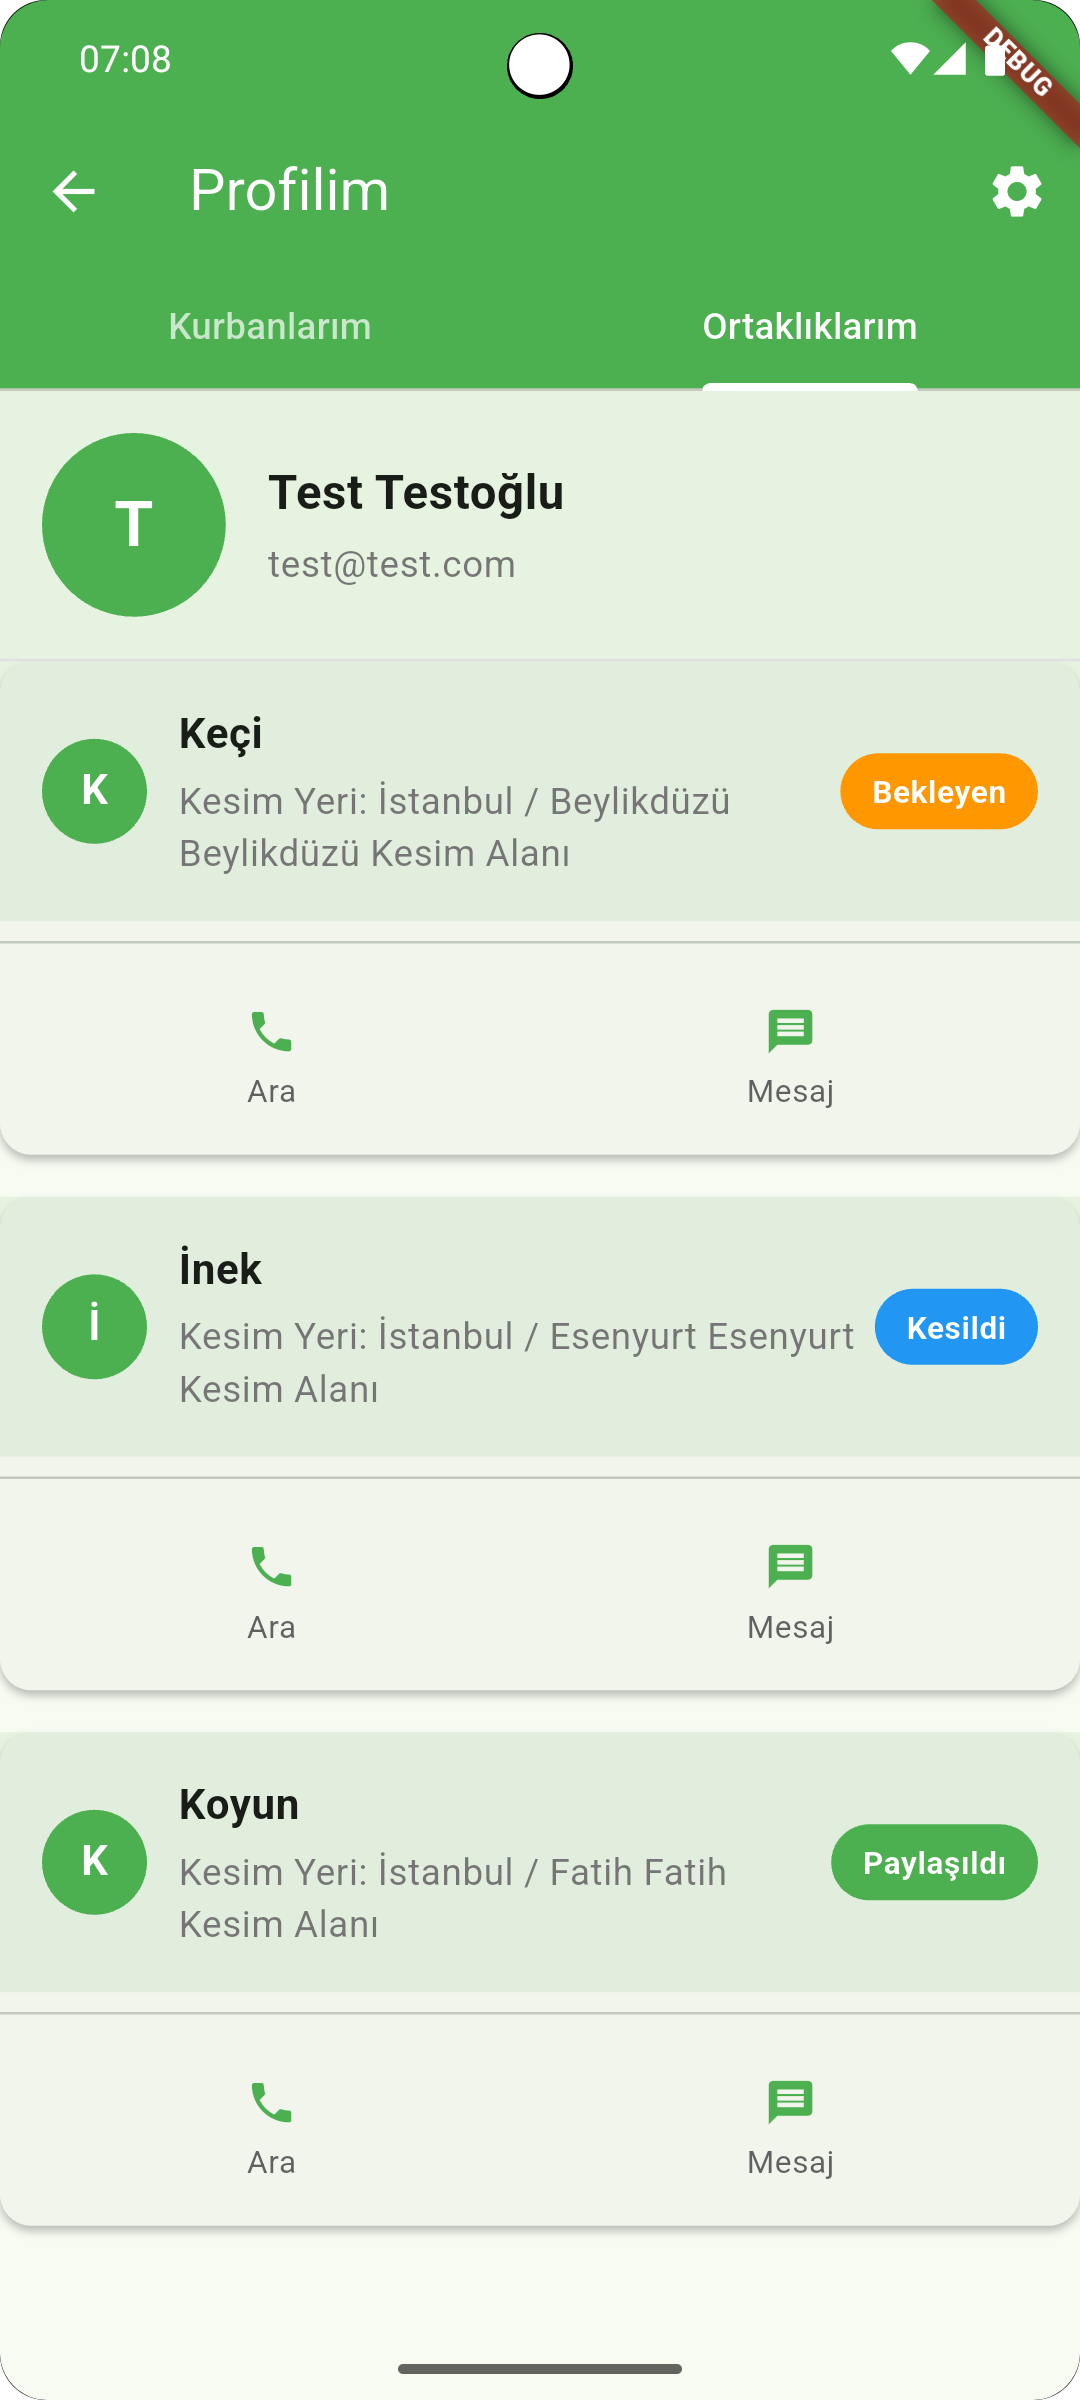 07:08
DEBUG
Profilim
Kurbanlarım
Ortaklıklarım
T
Test Testoğlu
test@test.com
K
Keçi
Kesim Yeri: İstanbul / Beylikdüzü
Beylikdüzü Kesim Alanı
Bekleyen
Ara
Mesaj
İ
İnek
Kesim Yeri: İstanbul / Esenyurt Esenyurt
Kesim Alanı
Kesildi
Ara
Mesaj
K
Koyun
Kesim Yeri: İstanbul / Fatih Fatih
Kesim Alanı
Paylaşıldı
Ara
Mesaj